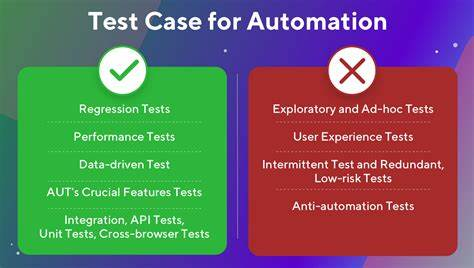 Test Case for Automation
Regression Tests
Performance Tests
Data-driven Test
AUT's Crucial Features Tests
Integration, API Tests,
Unit Tests, Cross-browser Tests
Exploratory and Ad-hoc Tests
User Experience Tests
Intermittent Test and Redundant,
Low-risk Tests
Anti-automation Tests